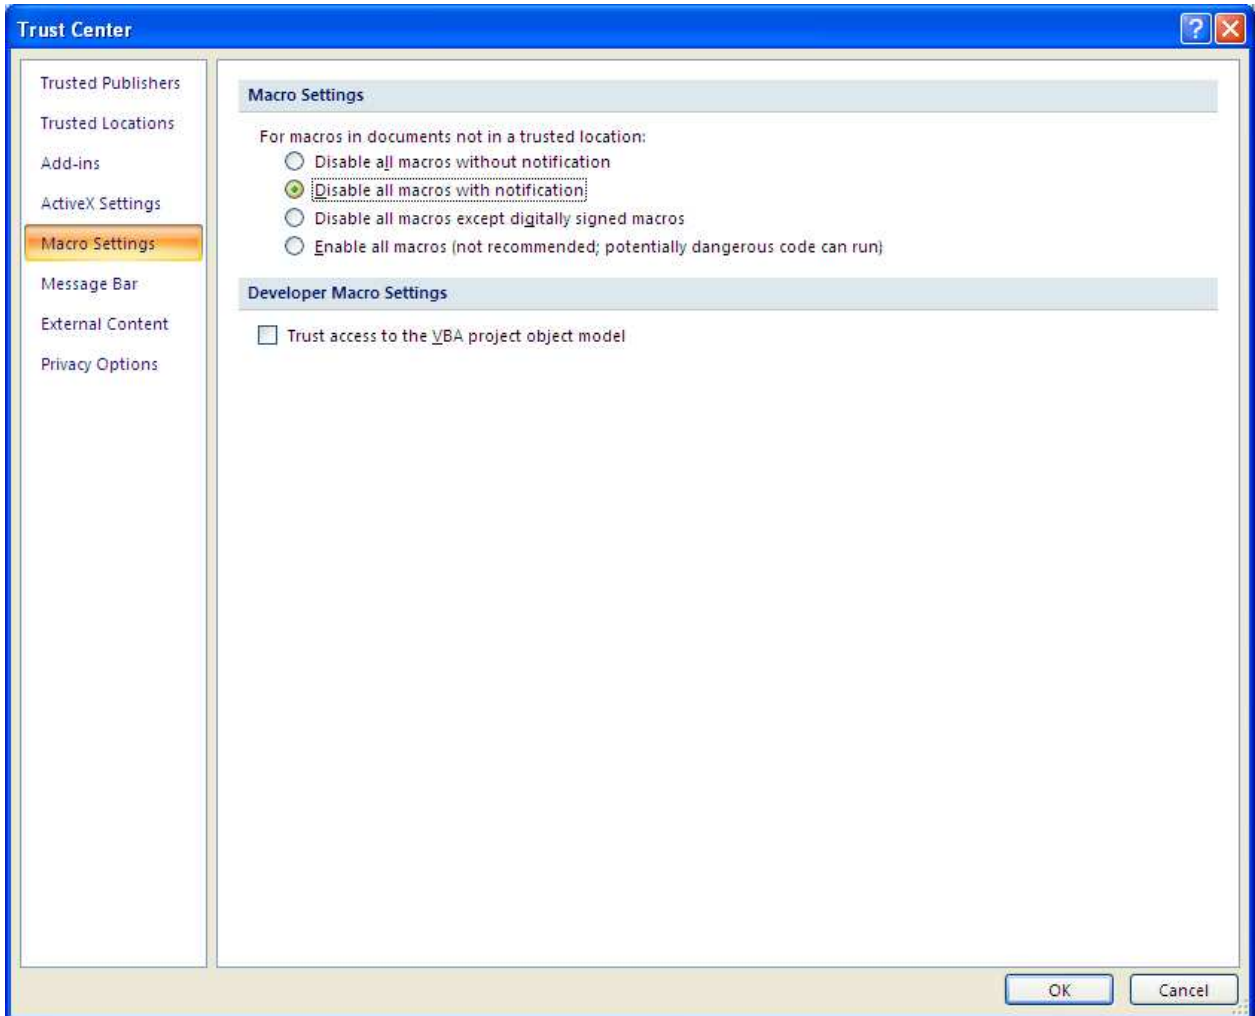 Trust Center
Trusted Publishers
Trusted Locations
Add-ins
ActiveX Settings
Macro Settings
Message Bar
External Content
Privacy Options
Macro Settings
For macros in documents not in a trusted location:
Disable all macros without notification
Disable all macros with notification
Disable all macros except digitally signed macros
Enable all macros (not recommended; potentially dangerous code can run)
Developer Macro Settings
Trust access to the VBA project object model
OK
Cancel